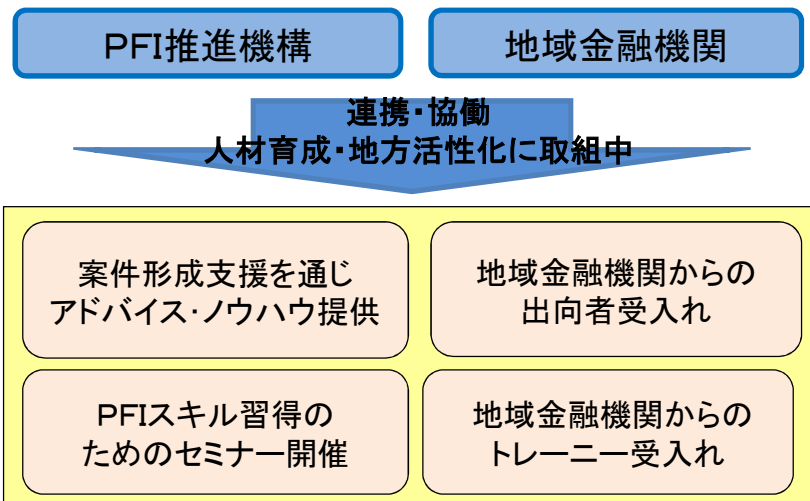 PFI推進機構
地域金融機関
連携・協働
人材育成・地方活性化に取組中
案件形成支援を通じ
アドバイス・ノウハウ提供
地域金融機関からの
出向者受入れ
PFIスキル習得の
ためのセミナー開催
地域金融機関からの
トレーニー受入れ